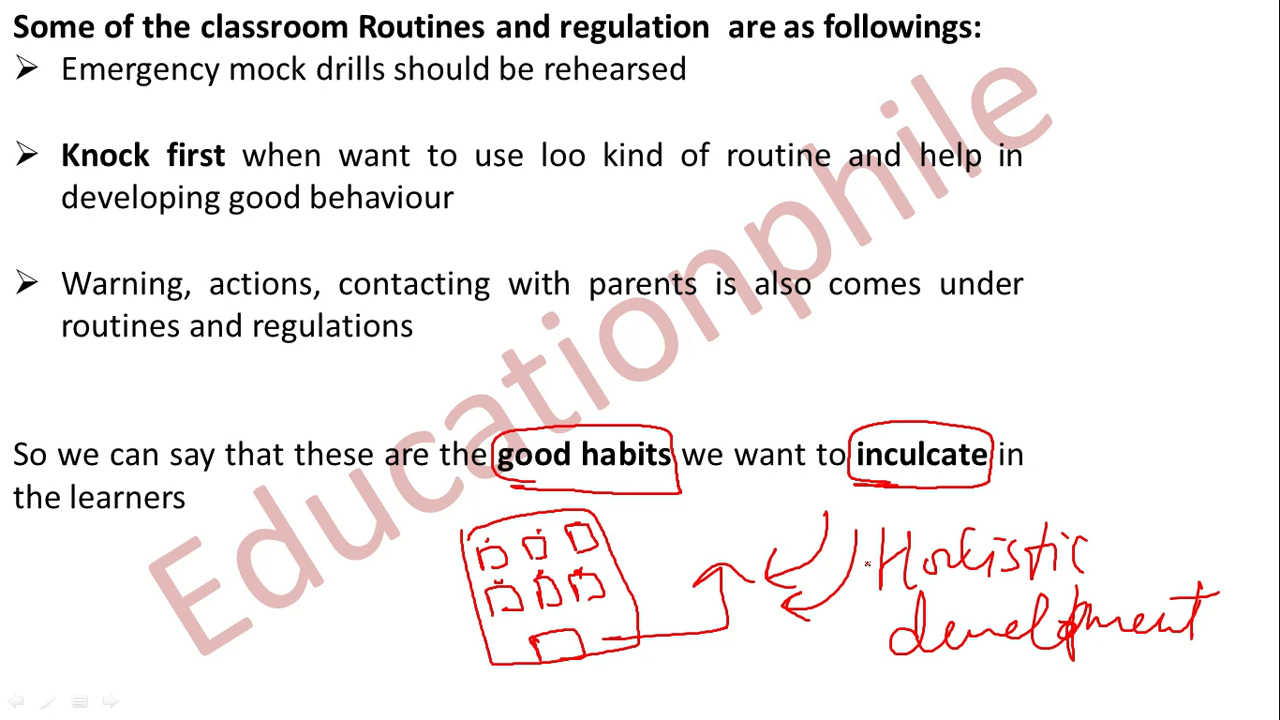 Some of the classroom Routines and regulation are as followings:
➢ Emergency mock drills should be rehearsed
➢ Knock first when want to use loo kind of routine and help in
developing good behaviour
➢ Warning, actions, contacting with parents is also comes under
routines and regulations
So we can say that these are the good habits we want to inculcate in
the learners
Holistic
development
Educationphile